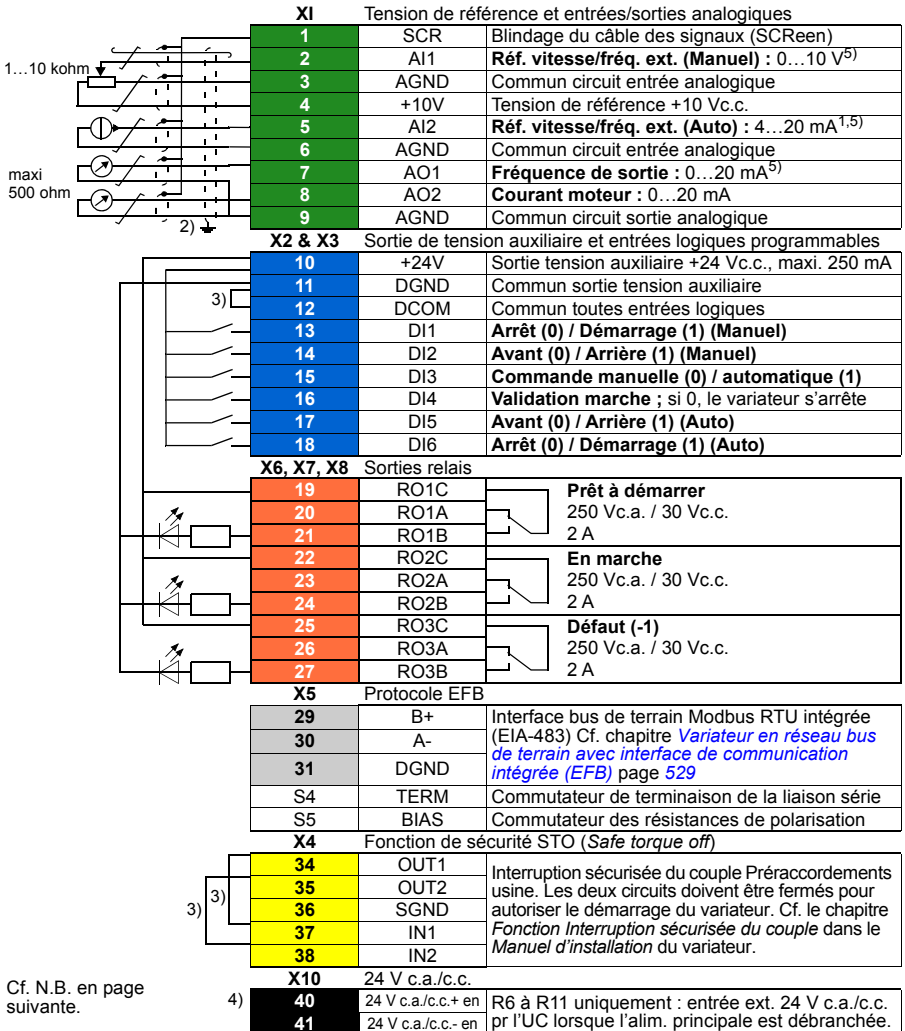 XI Tension de référence et entrées/sorties analogiques
1 SCR Blindage du câble des signaux (SCReen)
2 AI1 Réf. vitesse/fréq. ext. (Manuel) : 0…10 V5)
1…10 kohm
3 AGND Commun circuit entrée analogique
4 +10V Tension de référence +10 Vc.c.
5 AI2 Réf. vitesse/fréq. ext. (Auto) : 4…20 mA1,5)
6 AGND Commun circuit entrée analogique
7 AO1 Fréquence de sortie : 0…20 mA5)
maxi
500 ohm
8 AO2 Courant moteur : 0…20 mA
9 AGND Commun circuit sortie analogique
2)
X2 & X3 Sortie de tension auxiliaire et entrées logiques programmables
10 +24V Sortie tension auxiliaire +24 Vc.c., maxi. 250 mA
11 DGND Commun sortie tension auxiliaire
3)
12 DCOM Commun toutes entrées logiques
13 DI1 Arrêt (0) / Démarrage (1) (Manuel)
14 DI2 Avant (0) / Arrière (1) (Manuel)
15 DI3 Commande manuelle (0) / automatique (1)
16 DI4 Validation marche ; si 0, le variateur s’arrête
17 DI5 Avant (0) / Arrière (1) (Auto)
18 DI6 Arrêt (0) / Démarrage (1) (Auto)
X6, X7, X8 Sorties relais
19 RO1C Prêt à démarrer
20 RO1A 250 Vc.a. / 30 Vc.c.
21 RO1B 2 A
22 RO2C En marche
23 RO2A 250 Vc.a. / 30 Vc.c.
24 RO2B 2 A
25 RO3C Défaut (-1)
26 RO3A 250 Vc.a. / 30 Vc.c.
27 RO3B 2 A
X5 Protocole EFB
29 B+
30 A-
31 DGND
Interface bus de terrain Modbus RTU intégrée
(EIA-483) Cf. chapitre Variateur en réseau bus
de terrain avec interface de communication
intégrée (EFB) page 529
S4 TERM Commutateur de terminaison de la liaison série
S5 BIAS Commutateur des résistances de polarisation
X4 Fonction de sécurité STO (Safe torque off)
34 OUT1
35 OUT2
36 SGND
37 IN1
38 IN2
3)
3)
Interruption sécurisée du couple Préraccordements
usine. Les deux circuits doivent être fermés pour
autoriser le démarrage du variateur. Cf. le chapitre
Fonction Interruption sécurisée du couple dans le
Manuel d’installation du variateur.
X10 24 V c.a./c.c.
Cf. N.B. en page
suivante.
4)
40 24 V c.a./c.c.+ en
41 24 V c.a./c.c.- en
R6 à R11 uniquement : entrée ext. 24 V c.a./c.c.
pr l’UC lorsque l’alim. principale est débranchée.